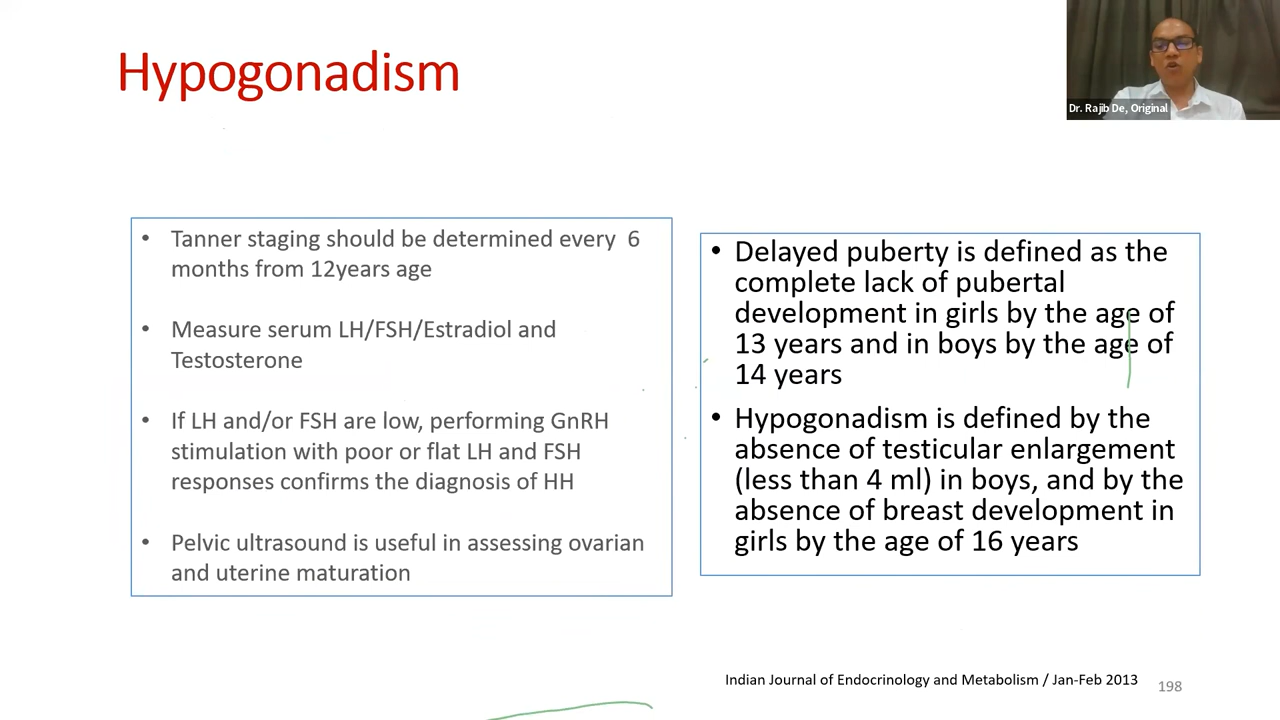 Hypogonadism
Dr. Rajib De, Original
• Tanner staging should be determined every 6
months from 12years age
• Measure serum LH/FSH/Estradiol and
Testosterone
• If LH and/or FSH are low, performing GnRH
stimulation with poor or flat LH and FSH
responses confirms the diagnosis of HH
• Pelvic ultrasound is useful in assessing ovarian
and uterine maturation
• Delayed puberty is defined as the
complete lack of pubertal
development in girls by the age of
13 years and in boys by the age of
14 years
• Hypogonadism is defined by the
absence of testicular enlargement
(less than 4 ml) in boys, and by the
absence of breast development in
girls by the age of 16 years
Indian Journal of Endocrinology and Metabolism / Jan-Feb 2013
198